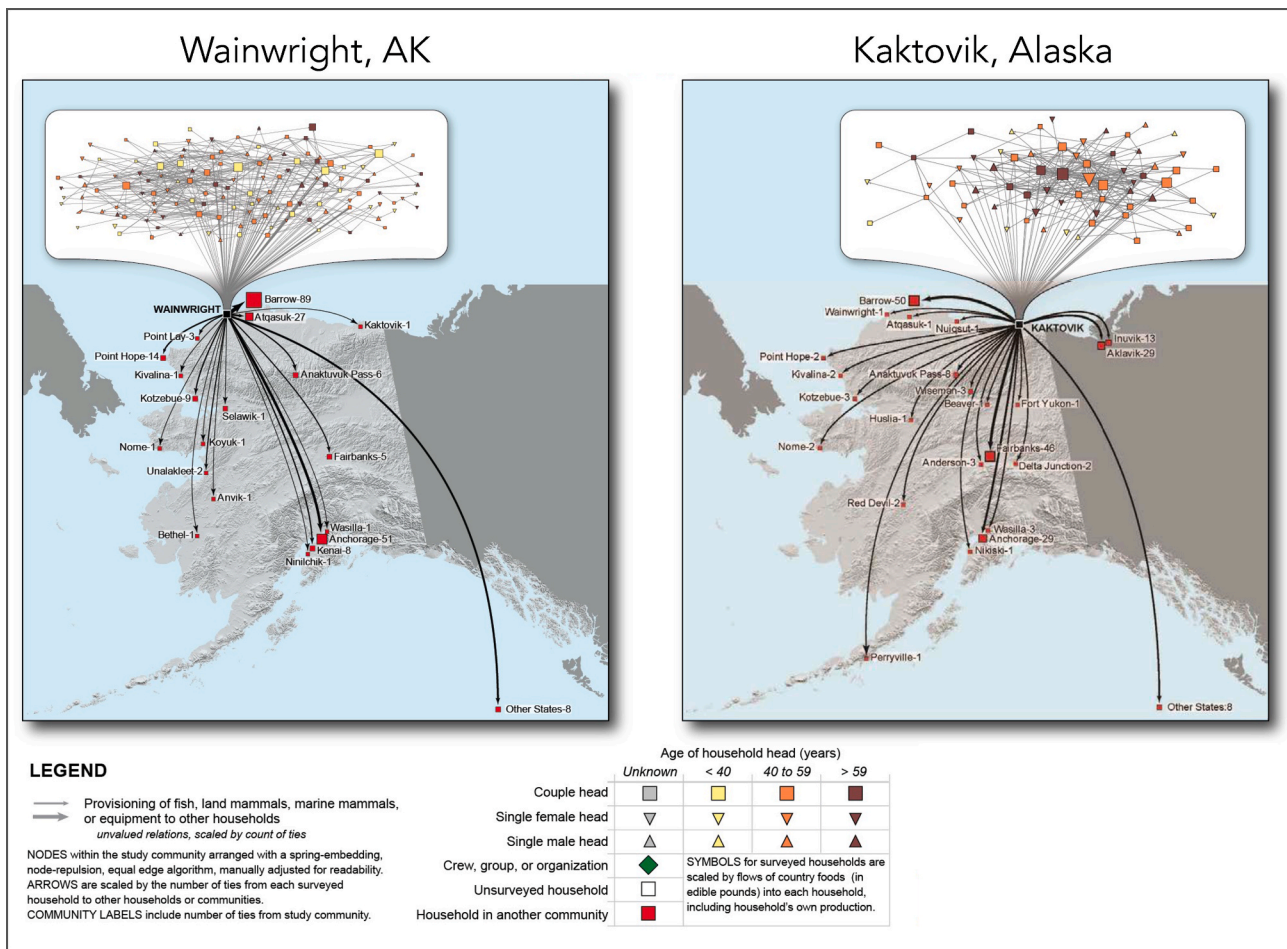 Wainwright, AK
WAINWRIGHT
Barrow-89
Atqasuk-27
Kaktovik-1
Point Lay-3
Point Hope-14
Kivalina-1
Anaktuvuk Pass-6
Kotzebue-9
Selawik-1
Nome-1
Koyuk-1
Fairbanks-5
Unalakleet-2
Anvik-1
Bethel-1
Wasilla-1
Anchorage-51
Kenai-8
Ninilchik-1
Other States-8
Kaktovik, Alaska
Barrow-50
Wainwright-1
Atqasuk-1
Nuiqsut-1
KAKTOVIK
Inuvik-13
Aklavik-29
Point Hope-2
Kivalina-2
Anaktuvuk Pass-8
Wiseman-3
Kotzebue-3
Beaver-1
Fort Yukon-1
Huslia-1
Nome-2
Fairbanks-46
Anderson-3
Delta Junction-2
Red Devil-2
Wasilla-3
Anchorage-29
Nikiski-1
Perryville-1
Other States:8
LEGEND
Provisioning of fish, land mammals, marine mammals,
or equipment to other households
unvalued relations, scaled by count of ties
NODES within the study community arranged with a spring-embedding,
node-repulsion, equal edge algorithm, manually adjusted for readability.
ARROWS are scaled by the number of ties from each surveyed
household to other households or communities.
COMMUNITY LABELS include number of ties from study community.
Age of household head (years)
Unknown < 40 40 to 59 > 59
Couple head
Single female head
Single male head
Crew, group, or organization
Unsurveyed household
Household in another community
SYMBOLS for surveyed households are
scaled by flows of country foods (in
edible pounds) into each household,
including household's own production.